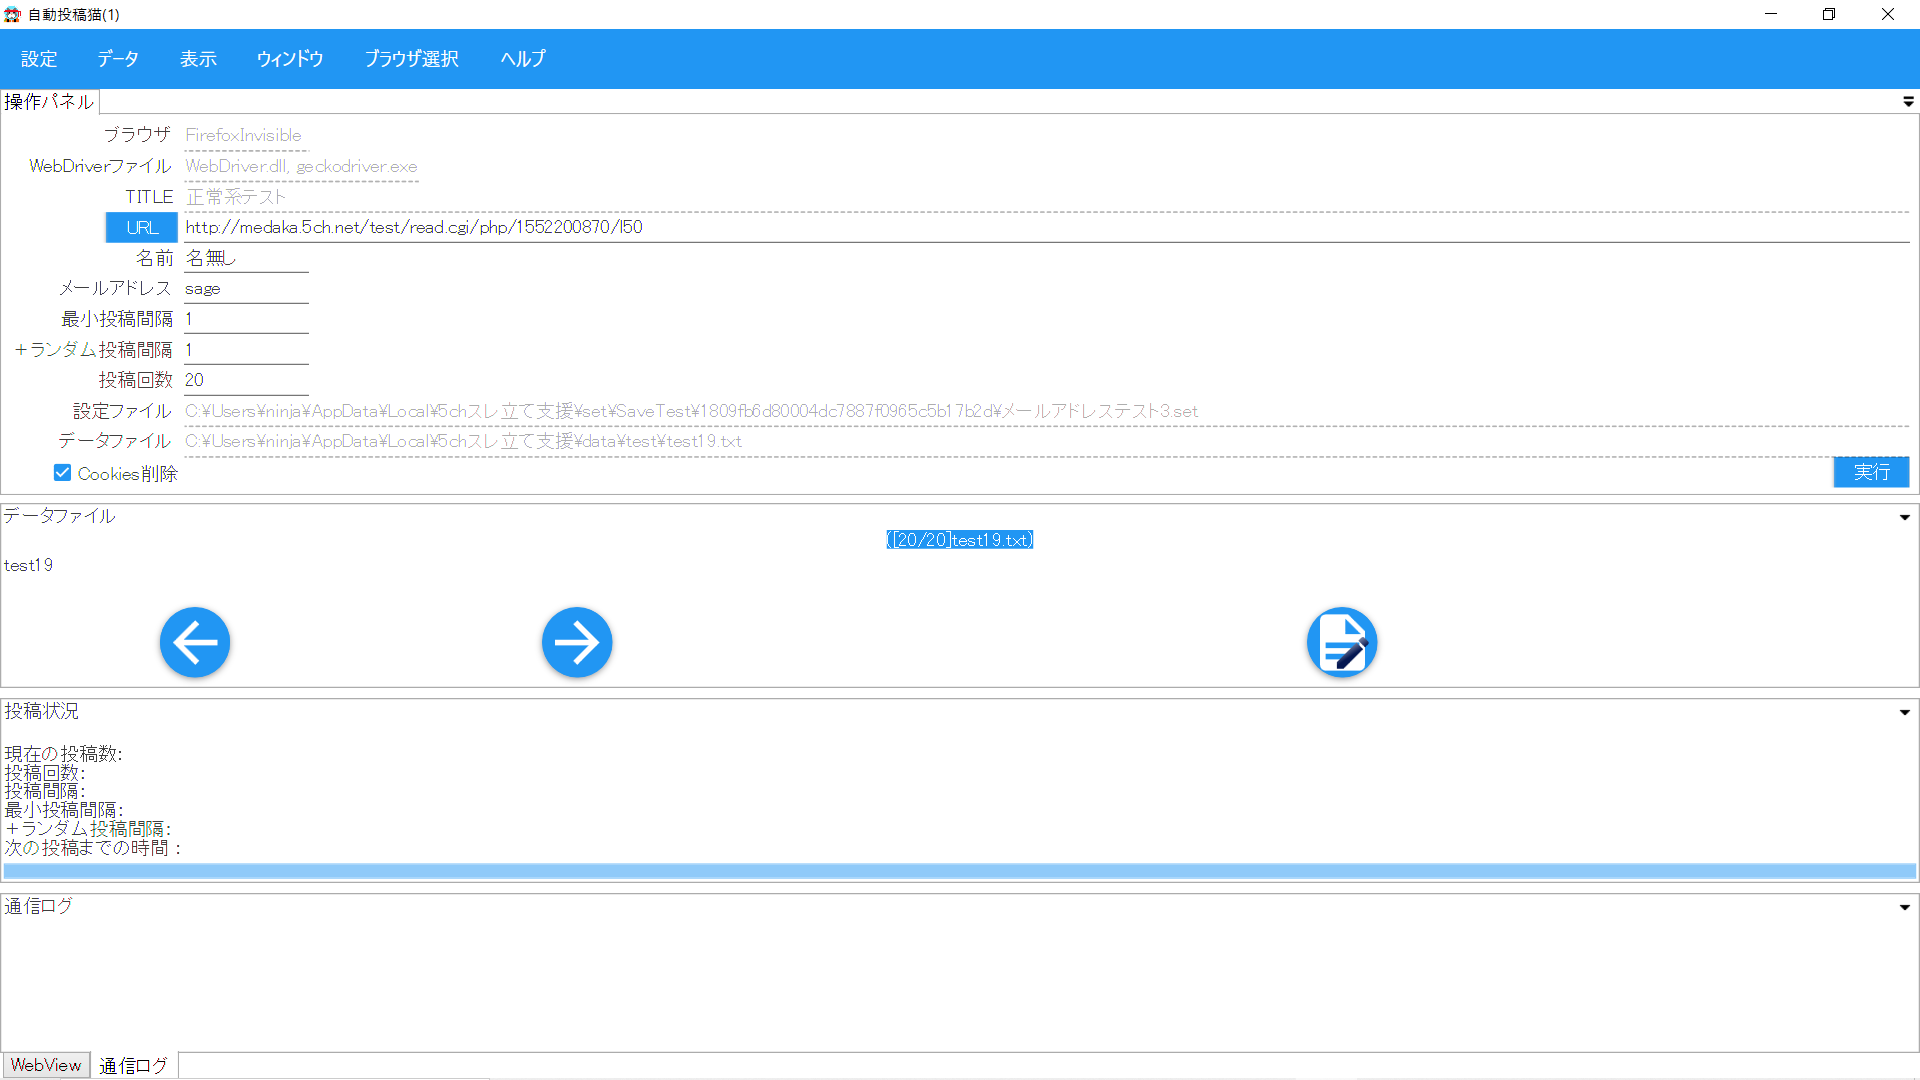 自動投稿猫(1)
設定 データ 表示 ウィンドウ ブラウザ選択 ヘルプ
操作パネル
ブラウザ FirefoxInvisible
WebDriverファイル WebDriver.dll, geckodriver.exe
TITLE 正常系テスト
URL http://medaka.5ch.net/test/read.cgi/php/1552200870/l50
名前 名無し
メールアドレス sage
最小投稿間隔 1
+ランダム投稿間隔 1
投稿回数 20
設定ファイル C:¥Users¥ninja¥AppData¥Local¥5chスレ立て支援¥set¥SaveTest¥1809fb6d80004dc7887f0965c5b17b2d¥メールアドレステスト3.set
データファイル C:¥Users¥ninja¥AppData¥Local¥5chスレ立て支援¥data¥test¥test19.txt
Cookies削除 実行
データファイル
([20/20]test19.txt)
test19
投稿状況
現在の投稿数:
投稿回数:
投稿間隔:
最小投稿間隔:
+ランダム投稿間隔:
次の投稿までの時間 :
通信ログ
WebView 通信ログ